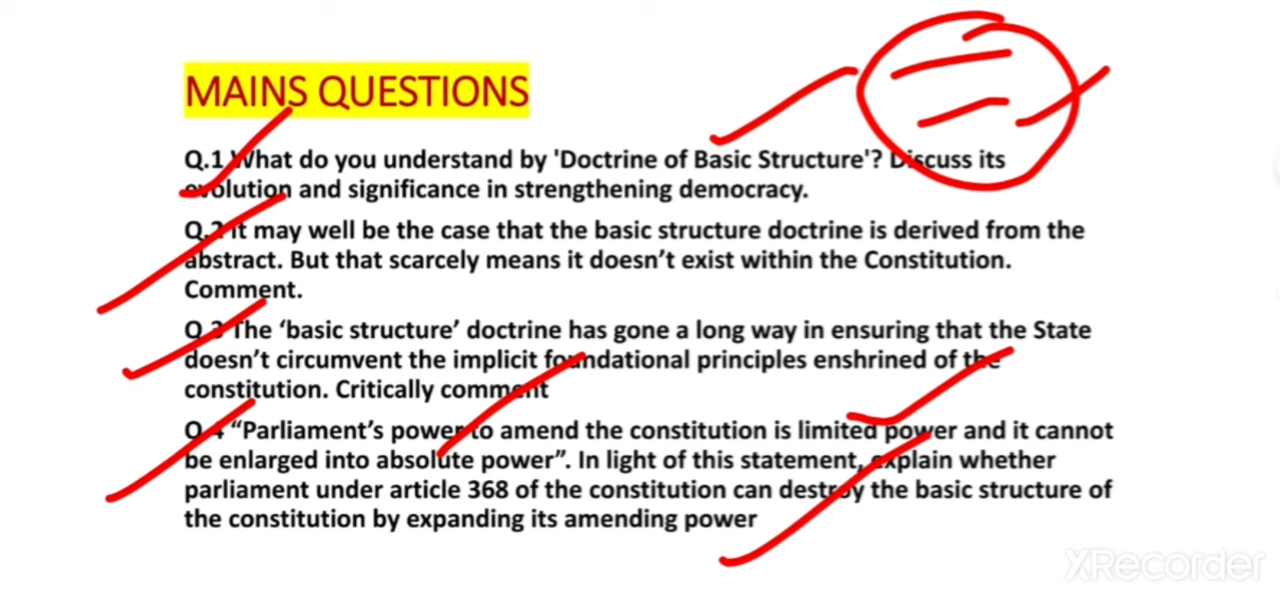 MAINS QUESTIONS
Q.1 What do you understand by 'Doctrine of Basic Structure'? Discuss its
evolution and significance in strengthening democracy.
Q.2 It may well be the case that the basic structure doctrine is derived from the
abstract. But that scarcely means it doesn’t exist within the Constitution.
Comment.
Q.3 The ‘basic structure’ doctrine has gone a long way in ensuring that the State
doesn’t circumvent the implicit foundational principles enshrined of the
constitution. Critically comment
Q.4 “Parliament’s power to amend the constitution is limited power and it cannot
be enlarged into absolute power”. In light of this statement, explain whether
parliament under article 368 of the constitution can destroy the basic structure of
the constitution by expanding its amending power
XRecorder